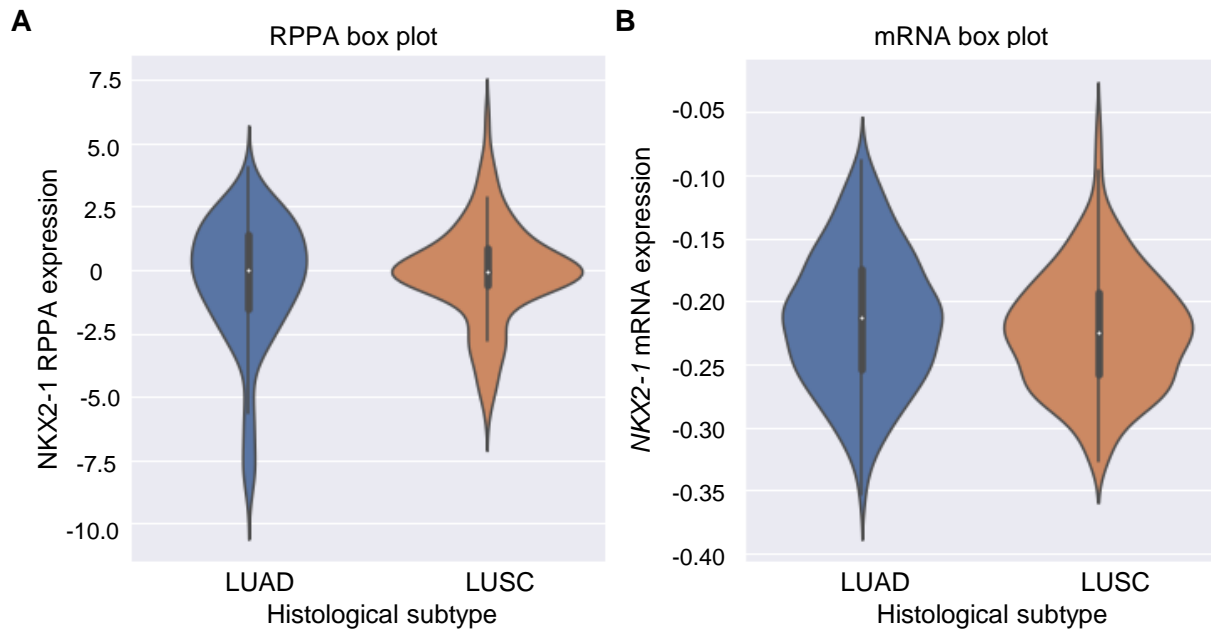 A
RPPA box plot
NKX2-1 RPPA expression
7.5
5.0
2.5
0
-2.5
-5.0
-7.5
-10.0
LUAD LUSC
Histological subtype
B
mRNA box plot
NKX2-1 mRNA expression
-0.05
-0.10
-0.15
-0.20
-0.25
-0.30
-0.35
-0.40
LUAD LUSC
Histological subtype